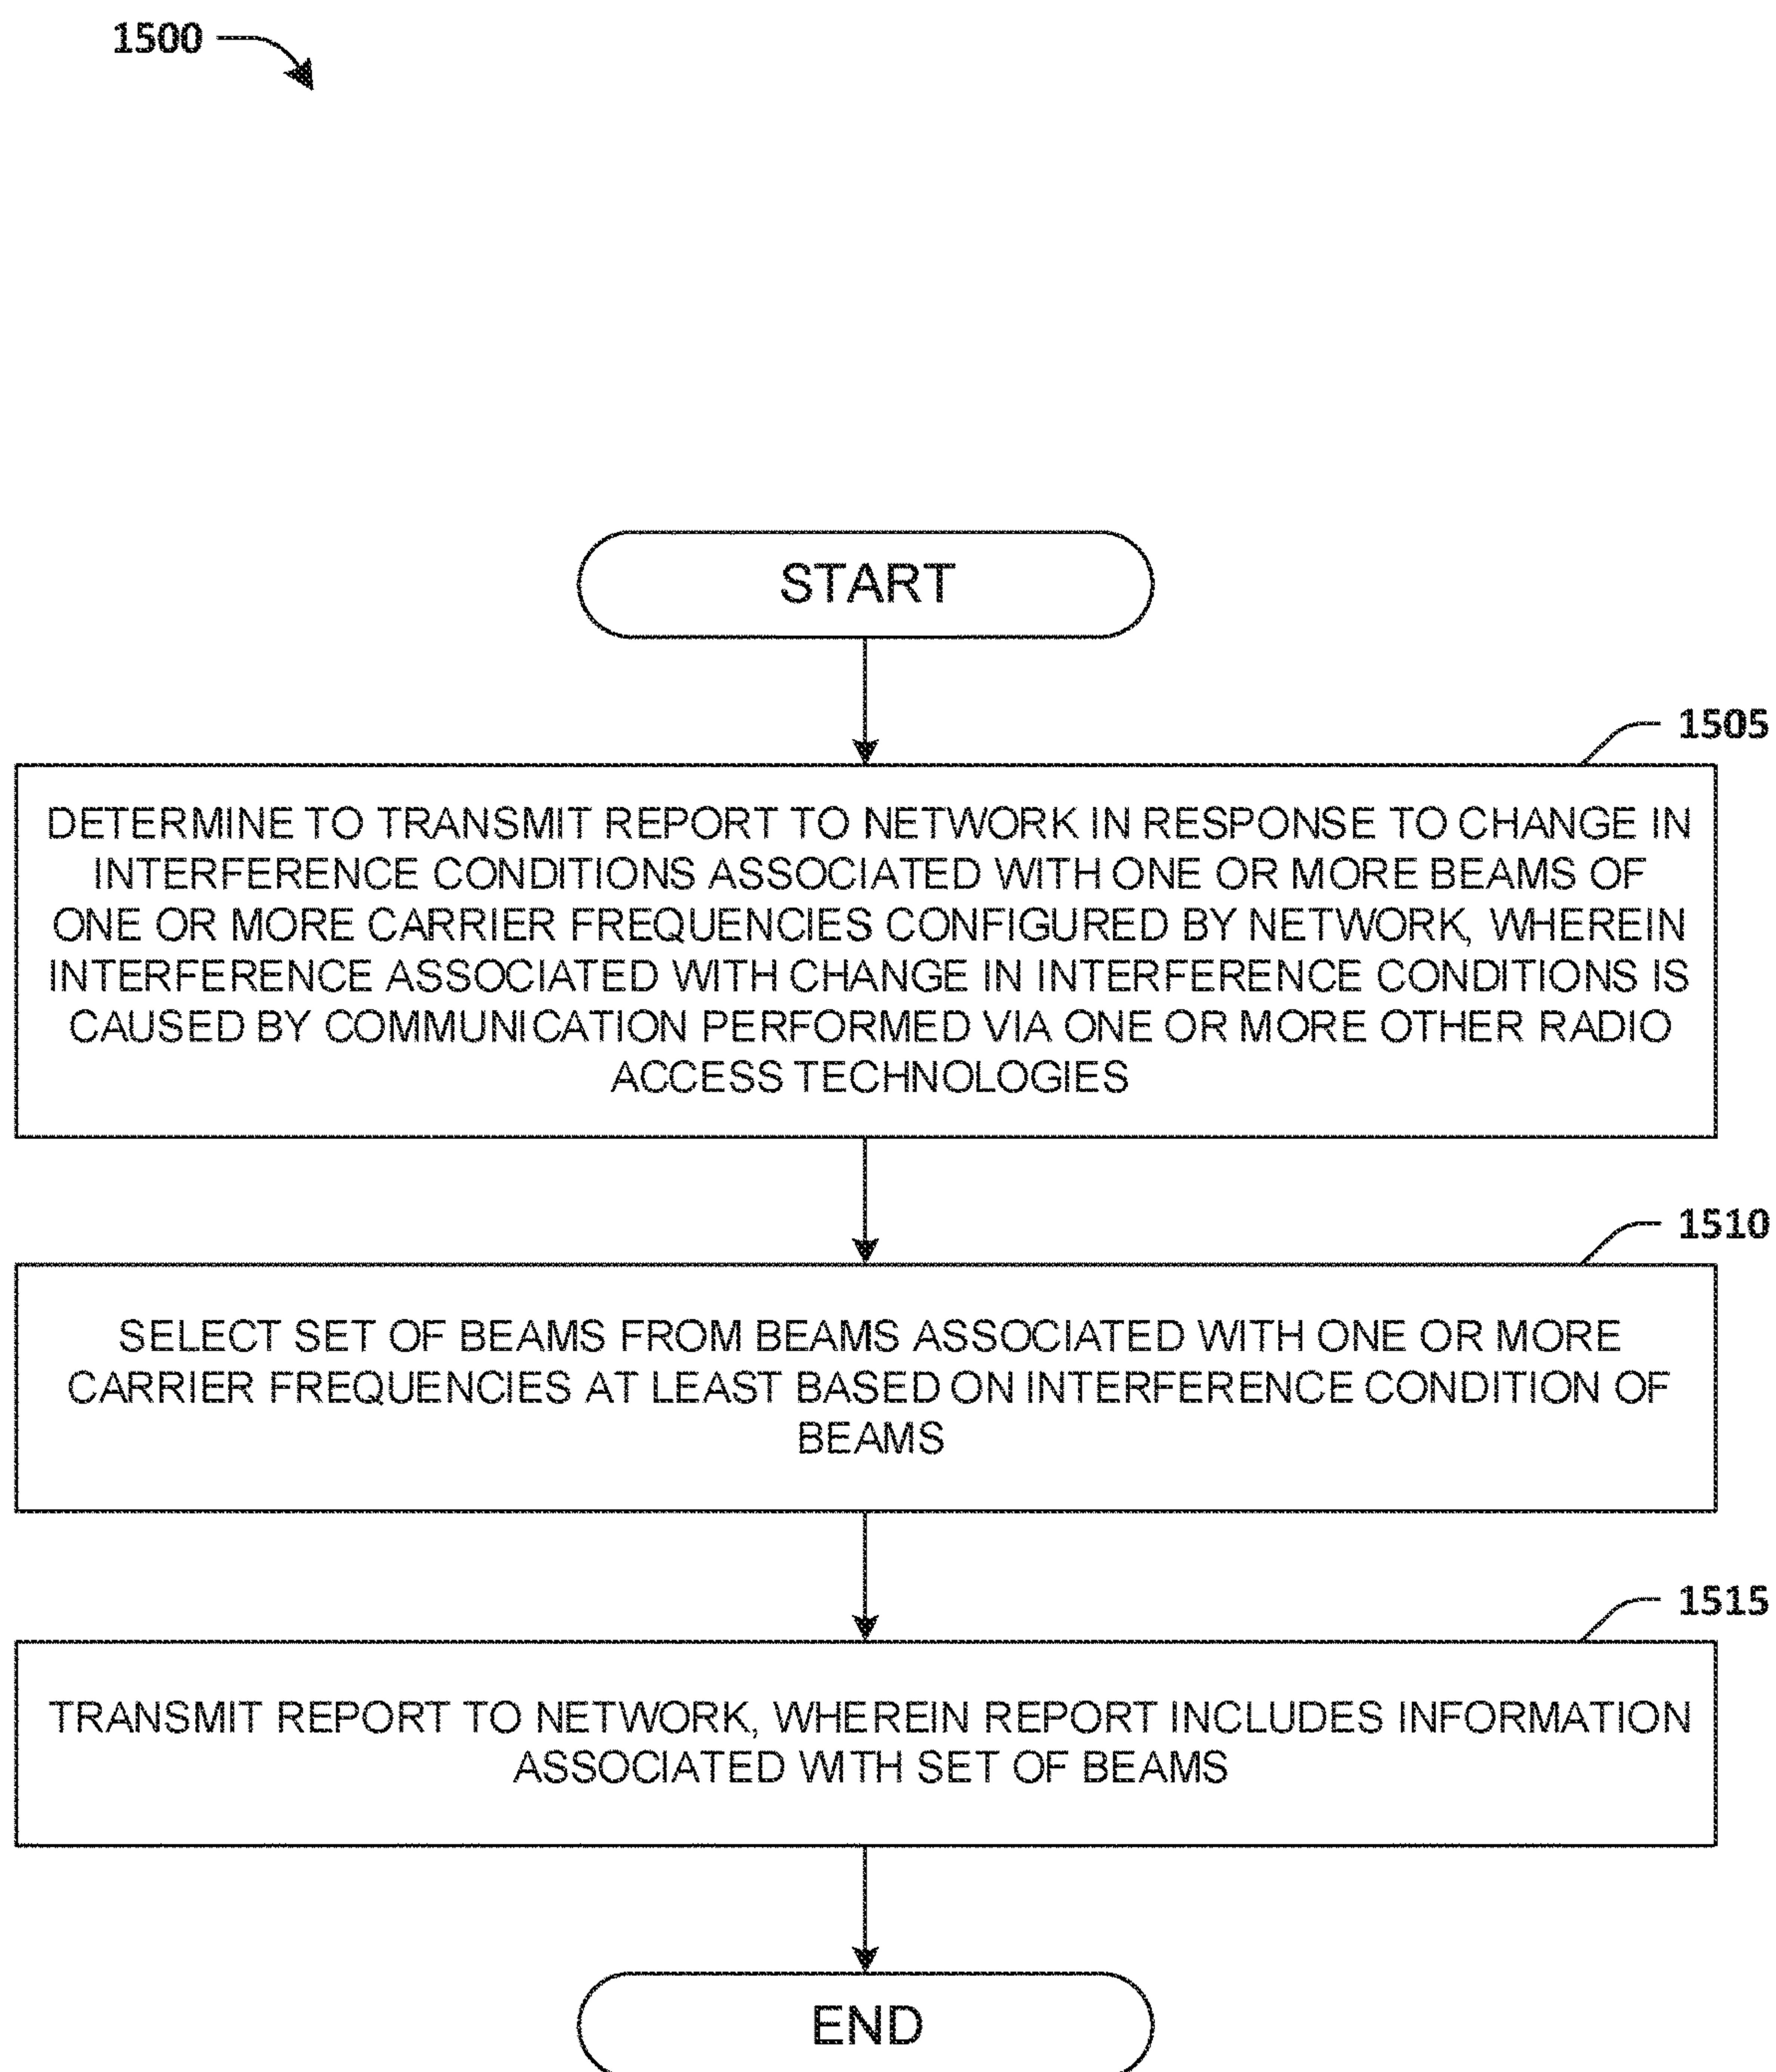 1500
START
1505
DETERMINE TO TRANSMIT REPORT TO NETWORK IN RESPONSE TO CHANGE IN
INTERFERENCE CONDITIONS ASSOCIATED WITH ONE OR MORE BEAMS OF
ONE OR MORE CARRIER FREQUENCIES CONFIGURED BY NETWORK, WHEREIN
INTERFERENCE ASSOCIATED WITH CHANGE IN INTERFERENCE CONDITIONS IS
CAUSED BY COMMUNICATION PERFORMED VIA ONE OR MORE OTHER RADIO
ACCESS TECHNOLOGIES
1510
SELECT SET OF BEAMS FROM BEAMS ASSOCIATED WITH ONE OR MORE
CARRIER FREQUENCIES AT LEAST BASED ON INTERFERENCE CONDITION OF
BEAMS
1515
TRANSMIT REPORT TO NETWORK, WHEREIN REPORT INCLUDES INFORMATION
ASSOCIATED WITH SET OF BEAMS
END